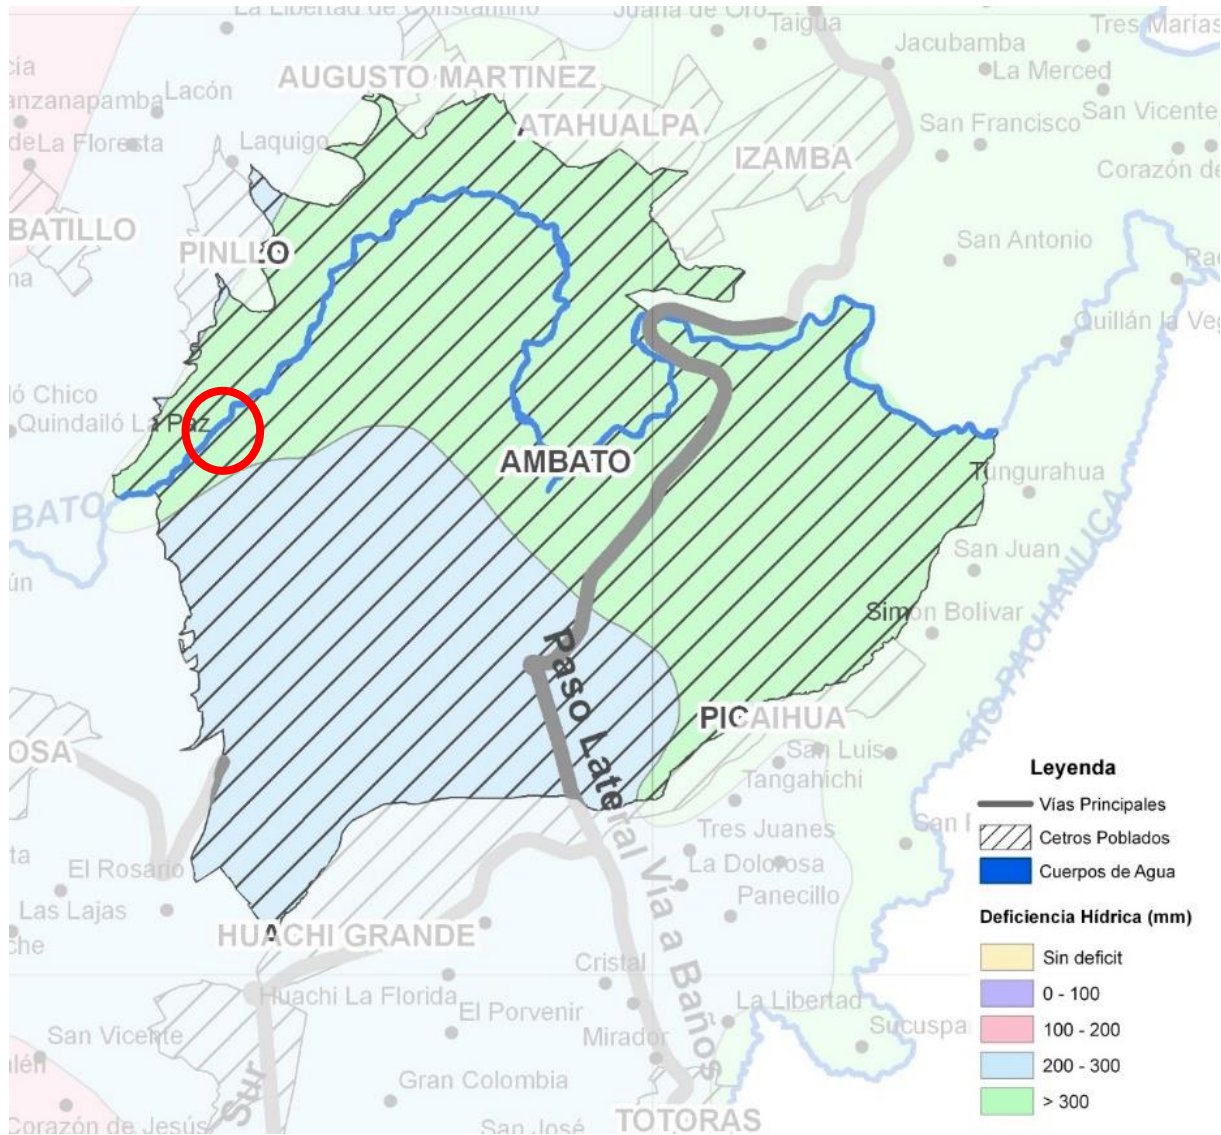 La Libertad de Constantino
Juana de Oro
Taigua
Tres Marías
Jacubamba
La Merced
AUGUSTO MARTINEZ
Lacón
ATAHUALPA
San Francisco
San Vicente
La Floresta
Laquigo
IZAMBA
Corazón de
BATILLO
PINLLO
San Antonio
Quillán la Veg
ló Chico
Quindailó La Paz
AMBATO
BATO
Tungurahua
San Juan
Simon Bolivar
RÍO PACHANLICA
PICAIHUA
San Luis
Tangahichi
OSA
Paso Lateral Vía a Baños
Tres Juanes
La Dolorosa
Panecillo
El Rosario
Las Lajas
HUACHI GRANDE
Cristal
Huachi La Florida
El Porvenir
Mirador
La Libertad
Sucuspa
San Vicente
Sur
Gran Colombia
Corazón de Jesús
San José
TOTORAS
Leyenda
Vías Principales
Cetros Poblados
Cuerpos de Agua
Deficiencia Hídrica (mm)
Sin deficit
0 - 100
100 - 200
200 - 300
> 300